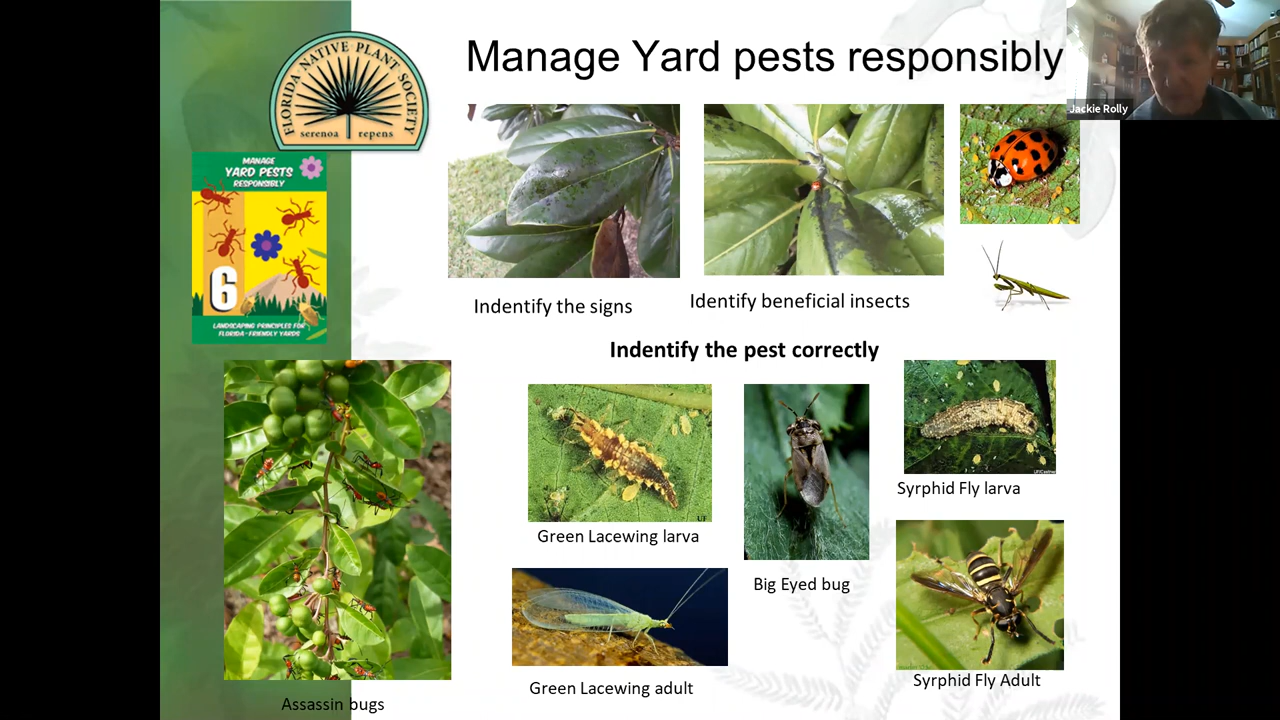 Manage Yard pests responsibly
FLORIDA NATIVE PLANT SOCIETY
serenoa repens
Jackie Rolly
MANAGE
YARD PESTS
RESPONSIBLY
6
LANDSCAPING PRINCIPLES FOR
FLORIDA-FRIENDLY YARDS
Indentify the signs
Identify beneficial insects
Indentify the pest correctly
UF
Green Lacewing larva
Green Lacewing adult
Big Eyed bug
Syrphid Fly larva
Syrphid Fly Adult
Assassin bugs